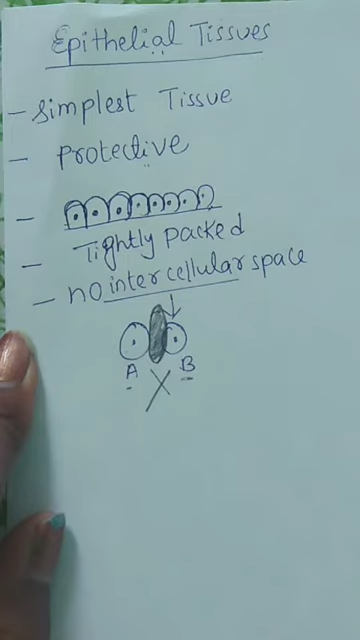 Epithelial Tissues
- Simplest Tissue
- Protective
-
- Tightly packed
- no intercellular space
A B